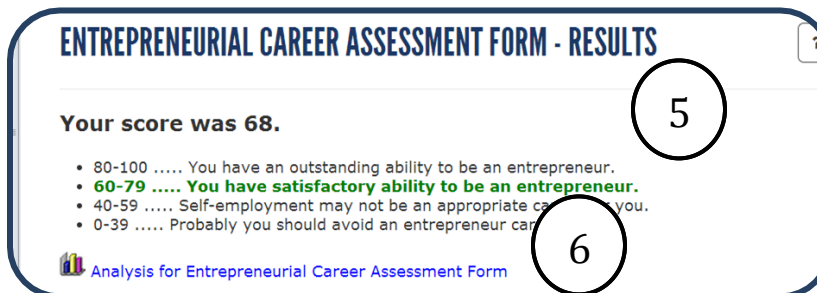 ENTREPRENEURIAL CAREER ASSESSMENT FORM - RESULTS
5
Your score was 68.
• 80-100 ..... You have an outstanding ability to be an entrepreneur.
• 60-79 ..... You have satisfactory ability to be an entrepreneur.
• 40-59 ..... Self-employment may not be an appropriate you.
• 0-39 ..... Probably you should avoid an entrepreneur
6
Analysis for Entrepreneurial Career Assessment Form